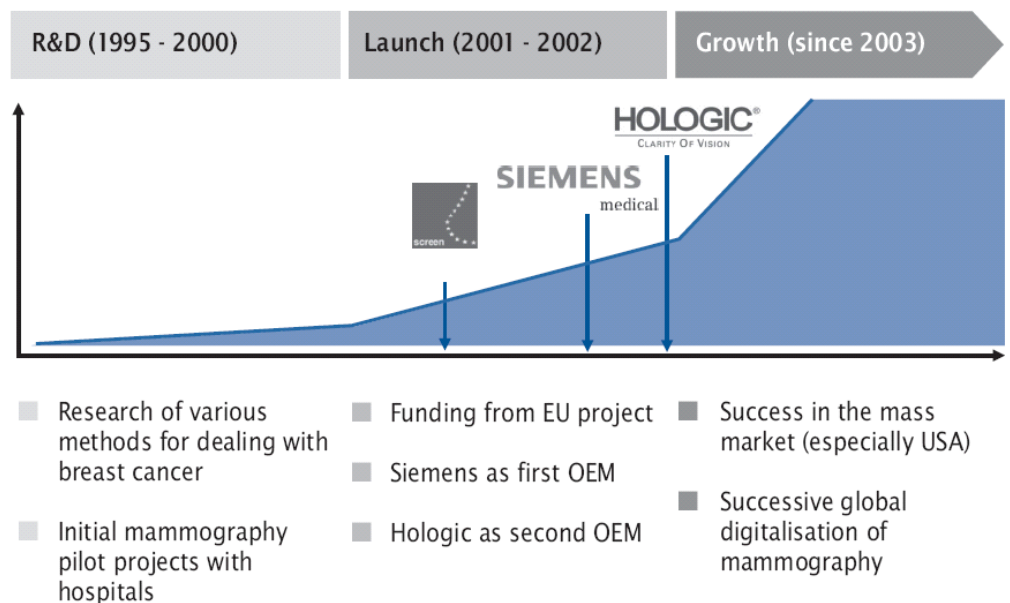 R&D (1995 - 2000)
Launch (2001 - 2002)
Growth (since 2003)
HOLOGIC®
CLARITY OF VISION
SIEMENS
medical
screen
Research of various
methods for dealing with
breast cancer
Initial mammography
pilot projects with
hospitals
Funding from EU project
Siemens as first OEM
Hologic as second OEM
Success in the mass
market (especially USA)
Successive global
digitalisation of
mammography